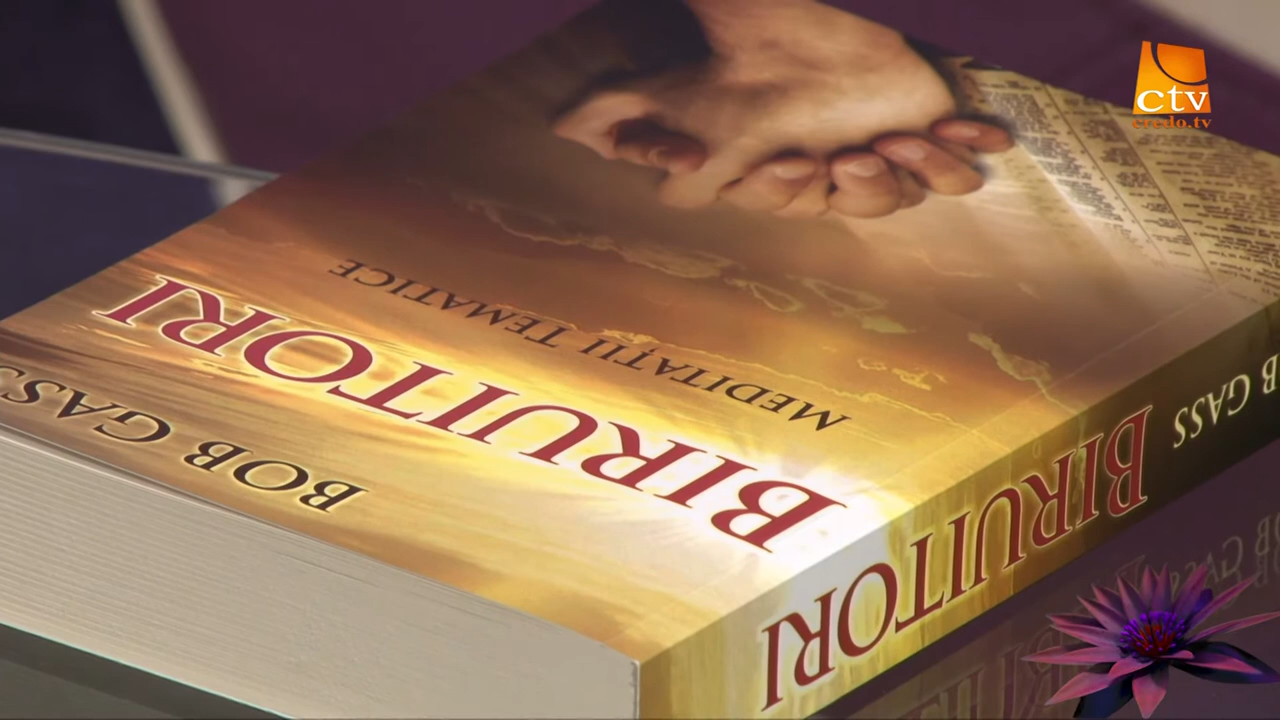 ctv
credo.tv
BOB GASS
BIRUITORI
MEDITAȚII TEMATICE
BIRUITORI
B GASS